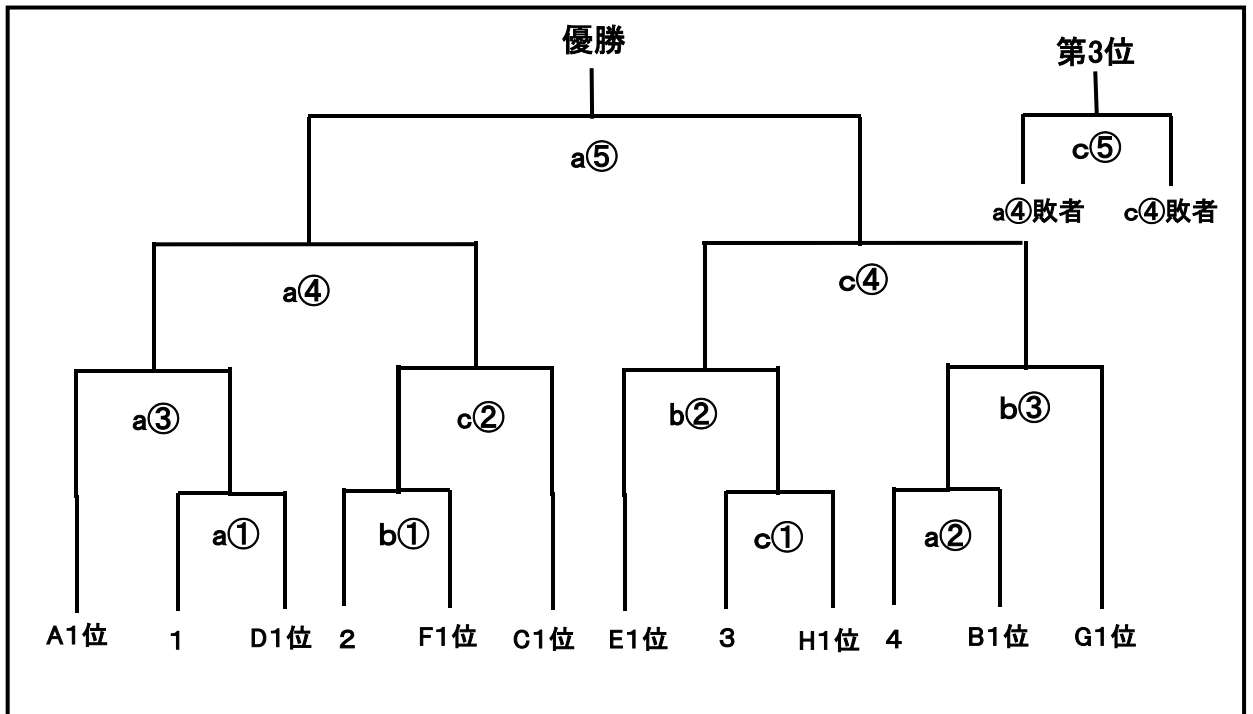 優勝
第3位
a⑤
c⑤
a④敗者 c④敗者
a④
c④
a③
c②
b②
b③
a①
b①
c①
a②
A1位 1 D1位 2 F1位 C1位 E1位 3 H1位 4 B1位 G1位